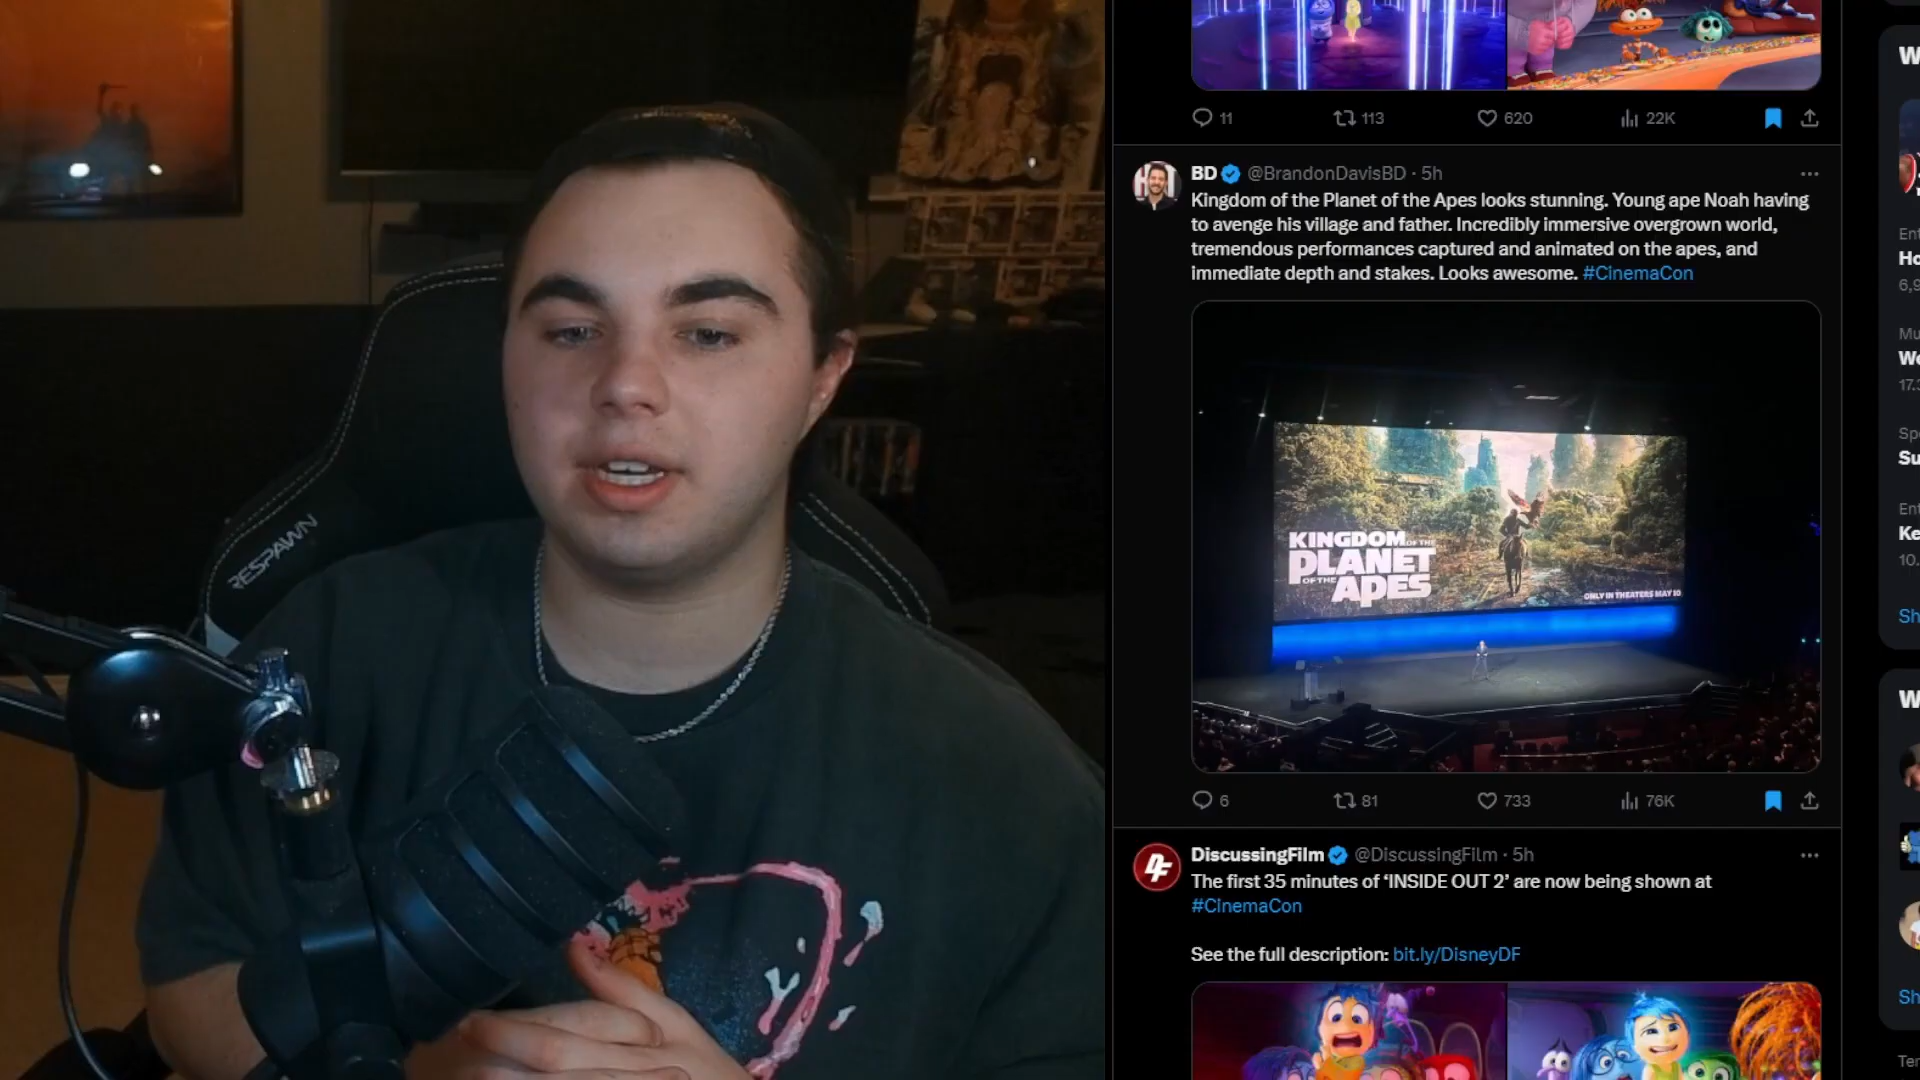 RESPAWN
11
113
620
22K
BD @BrandonDavisBD · 5h
Kingdom of the Planet of the Apes looks stunning. Young ape Noah having
to avenge his village and father. Incredibly immersive overgrown world,
tremendous performances captured and animated on the apes, and
immediate depth and stakes. Looks awesome. #CinemaCon
KINGDOM OF THE
PLANET
OF THE APES
ONLY IN THEATERS MAY 10
6
81
733
76K
DiscussingFilm @DiscussingFilm · 5h
The first 35 minutes of ‘INSIDE OUT 2’ are now being shown at
#CinemaCon
See the full description: bit.ly/DisneyDF